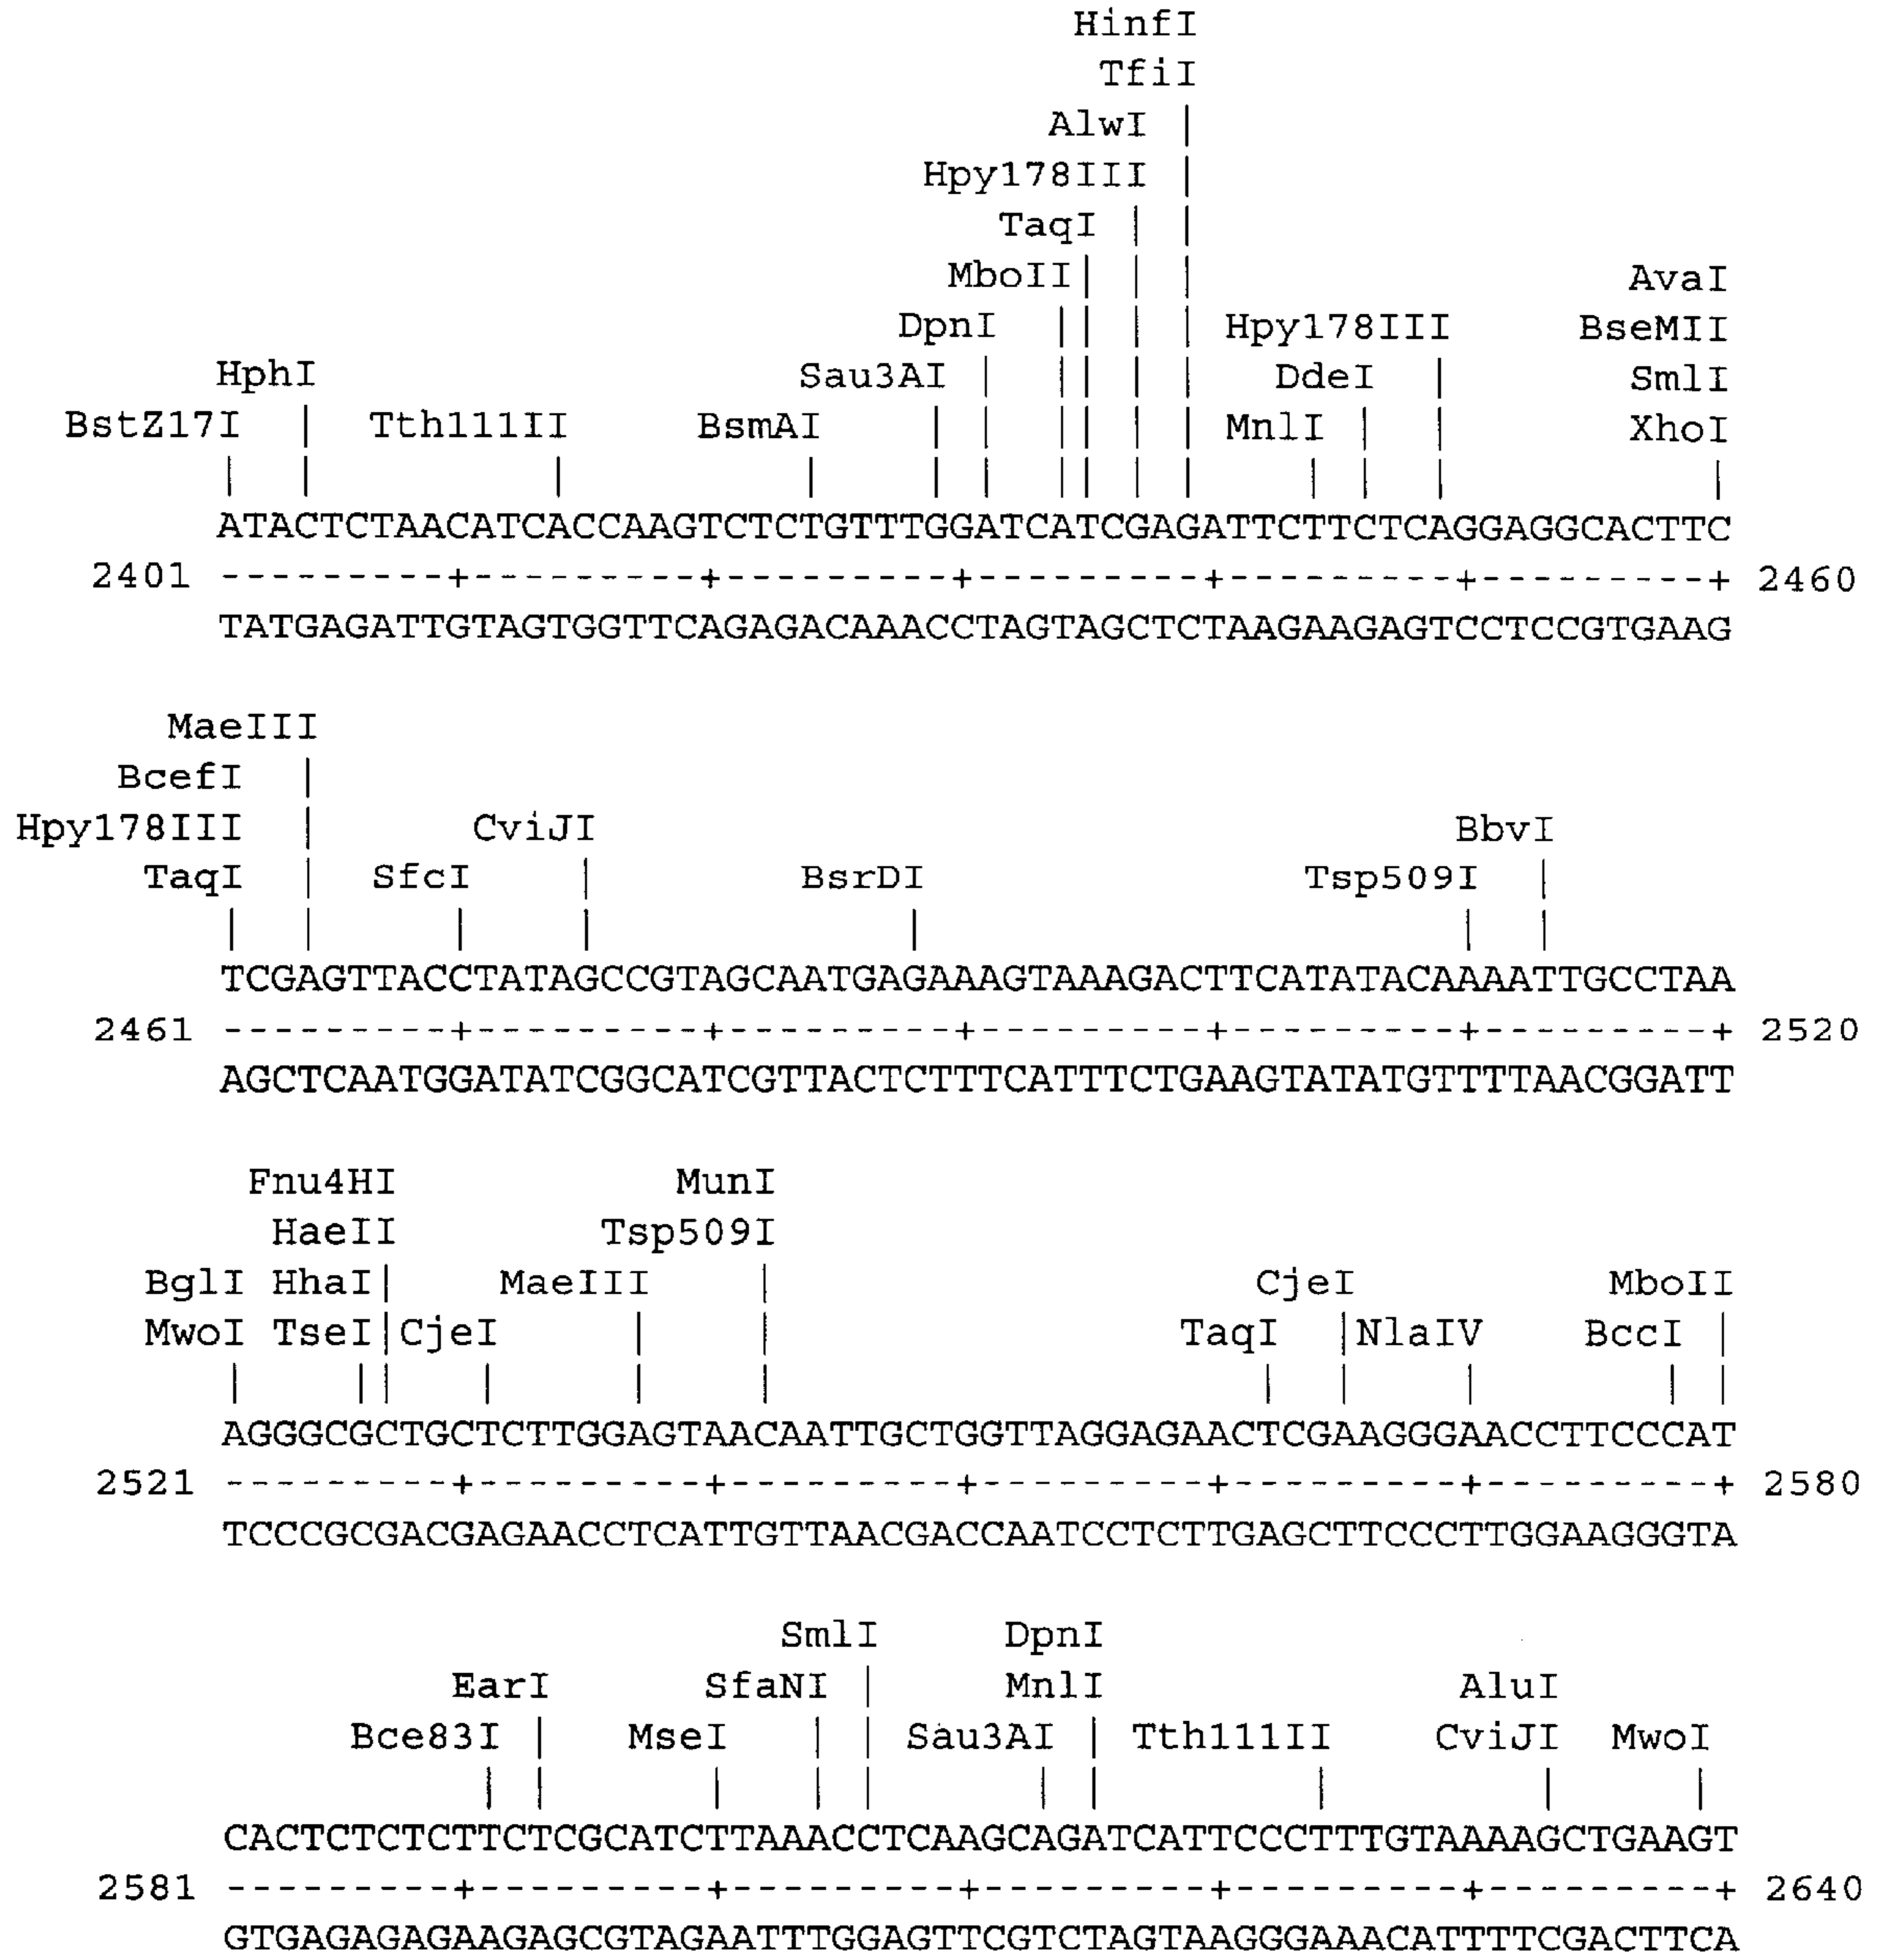 HinfI
TfiI
AlwI |
Hpy178III |
TaqI | |
MboII| | |
AvaI
DpnI || | | Hpy178III BseMII
HphI Sau3AI | || | | DdeI | SmlI
BstZ17I | Tth111II BsmAI | | || | | MnlI | | XhoI
| | | | | | || | | | | | |
ATACTCTAACATCACCAAGTCTCTGTTTGGATCATCGAGATTCTTCTCAGGAGGCACTTC
2401 ---------+---------+---------+---------+---------+---------+ 2460
TATGAGATTGTAGTGGTTCAGAGACAAACCTAGTAGCTCTAAGAAGAGTCCTCCGTGAAG
MaeIII
BcefI |
Hpy178III | CviJI BbvI
TaqI | SfcI | BsrDI Tsp509I |
| | | | | | |
TCGAGTTACCTATAGCCGTAGCAATGAGAAAGTAAAGACTTCATATACAAAATTGCCTAA
2461 ---------+---------+---------+---------+---------+---------+ 2520
AGCTCAATGGATATCGGCATCGTTACTCTTTCATTTCTGAAGTATATGTTTTAACGGATT
Fnu4HI MunI
HaeII Tsp509I
BglI HhaI| MaeIII | CjeI MboII
MwoI TseI|CjeI | | TaqI |NlaIV BccI |
| || | | | | | | | |
AGGGCGCTGCTCTTGGAGTAACAATTGCTGGTTAGGAGAACTCGAAGGGAACCTTCCCAT
2521 ---------+---------+---------+---------+---------+---------+ 2580
TCCCGCGACGAGAACCTCATTGTTAACGACCAATCCTCTTGAGCTTCCCTTGGAAGGGTA
SmlI DpnI
EarI SfaNI | MnlI AluI
Bce83I | MseI | | Sau3AI | Tth111II CviJI MwoI
| | | | | | | | | |
CACTCTCTCTTCTCGCATCTTAAACCTCAAGCAGATCATTCCCTTTGTAAAAGCTGAAGT
2581 ---------+---------+---------+---------+---------+---------+ 2640
GTGAGAGAGAAGAGCGTAGAATTTGGAGTTCGTCTAGTAAGGGAAACATTTTCGACTTCA